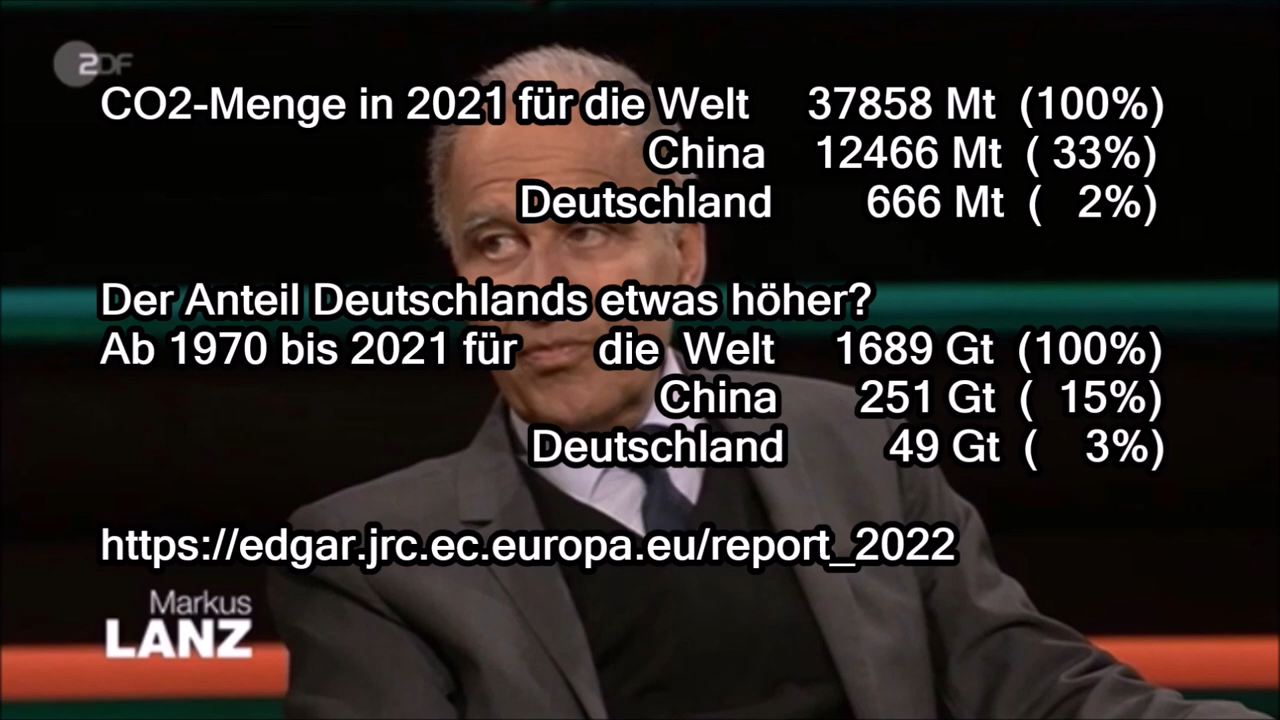 ZDF
CO2-Menge in 2021 für die Welt 37858 Mt (100%)
China 12466 Mt ( 33%)
Deutschland 666 Mt ( 2%)
Der Anteil Deutschlands etwas höher?
Ab 1970 bis 2021 für die Welt 1689 Gt (100%)
China 251 Gt ( 15%)
Deutschland 49 Gt ( 3%)
https://edgar.jrc.ec.europa.eu/report_2022
Markus
LANZ